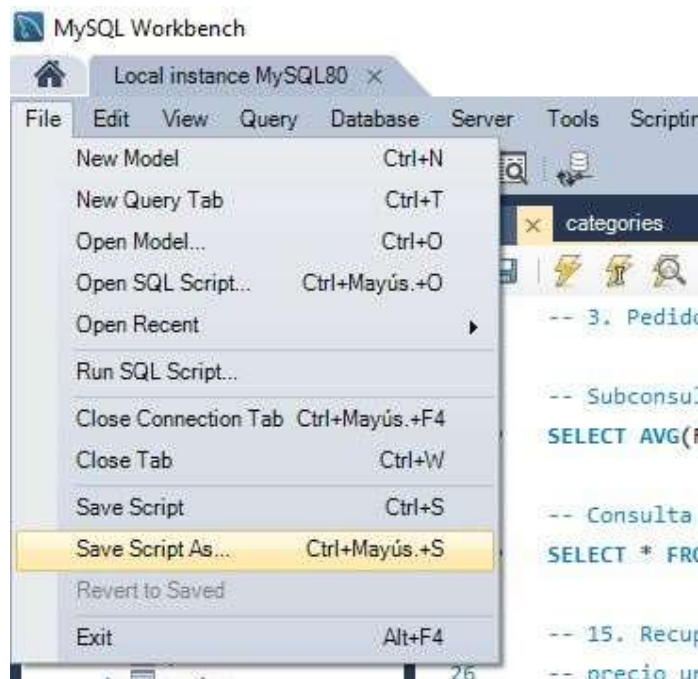 MySQL Workbench
Local instance MySQL80 ×
File Edit View Query Database Server Tools
categories
New Model Ctrl+N
New Query Tab Ctrl+T
Open Model... Ctrl+O
Open SQL Script... Ctrl+Mayús.+O
Open Recent
Run SQL Script...
Close Connection Tab Ctrl+Mayús.+F4
Close Tab Ctrl+W
Save Script Ctrl+S
Save Script As... Ctrl+Mayús.+S
Revert to Saved
Exit Alt+F4
-- 3.
--
SELECT AVG(
-- Consulta
SELECT *
-- 15.
26 -- precio